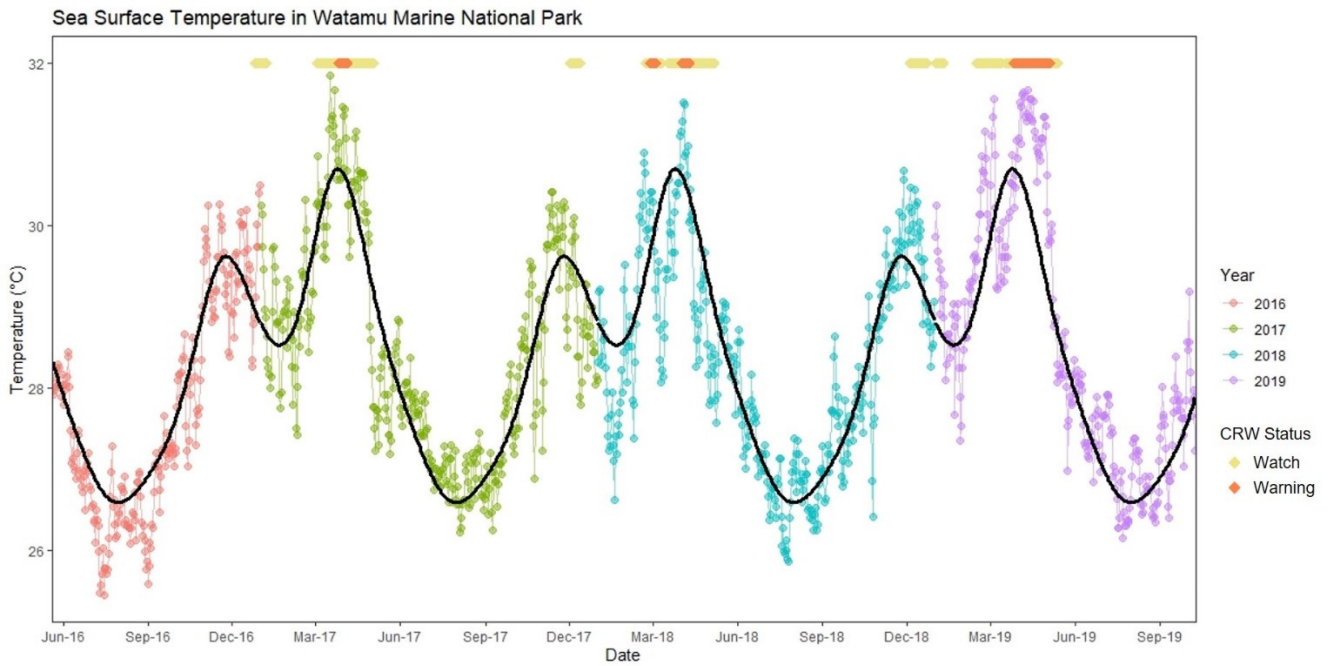 Sea Surface Temperature in Watamu Marine National Park
Temperature (°C)
32
30
28
26
Jun-16 Sep-16 Dec-16 Mar-17 Jun-17 Sep-17 Dec-17 Mar-18 Jun-18 Sep-18 Dec-18 Mar-19 Jun-19 Sep-19
Date
Year
2016
2017
2018
2019
CRW Status
Watch
Warning